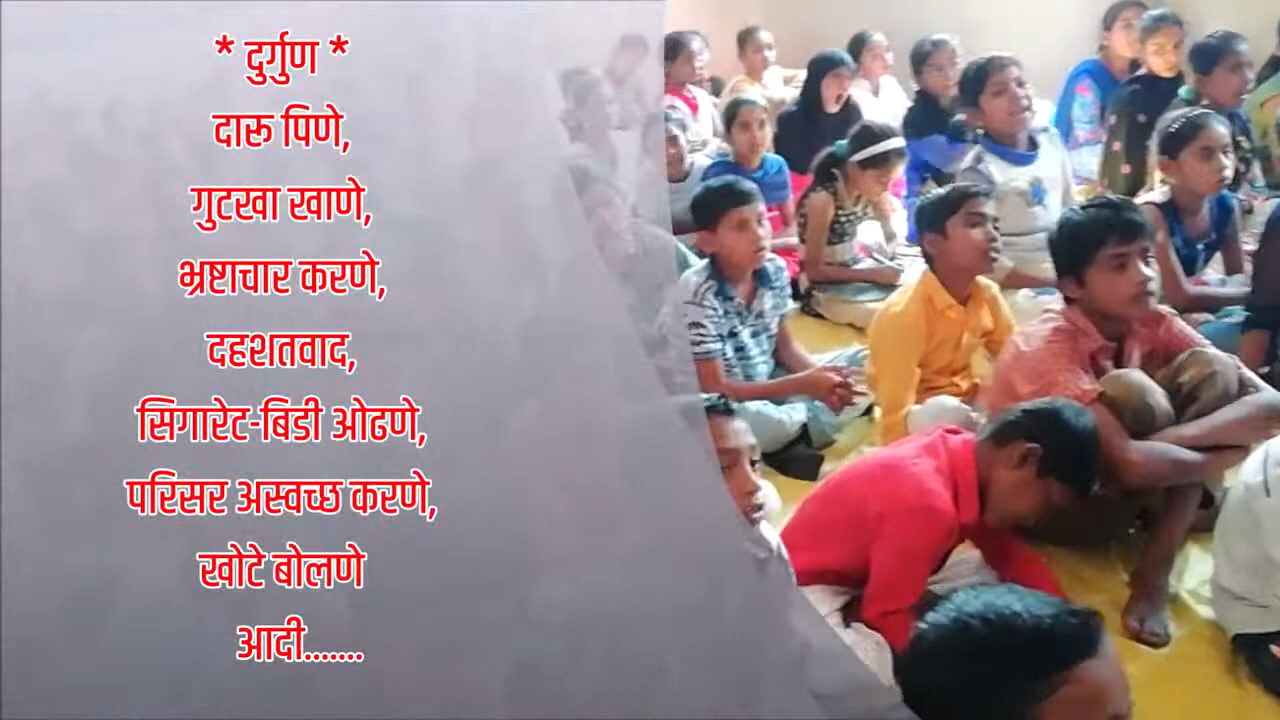 * दुर्गुण *
दारू पिणे,
गुटखा खाणे,
भ्रष्टाचार करणे,
दहशतवाद,
सिगारेट-बिडी ओढणे,
परिसर अस्वच्छ करणे,
खोटे बोलणे
आदी.......